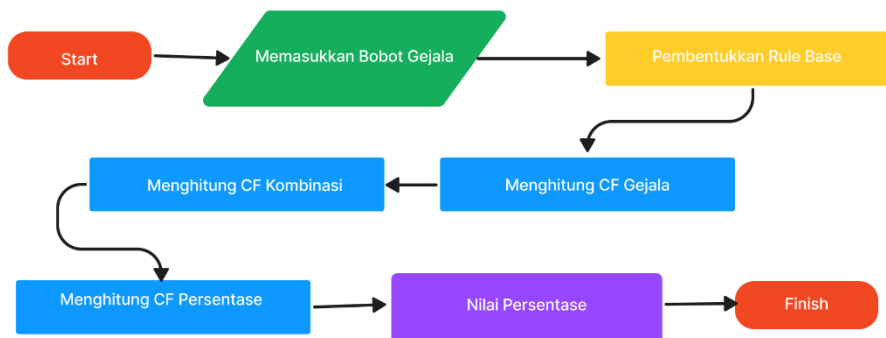 Start
Memasukkan Bobot Gejala
Pembentukkan Rule Base
Menghitung CF Gejala
Menghitung CF Kombinasi
Menghitung CF Persentase
Nilai Persentase
Finish